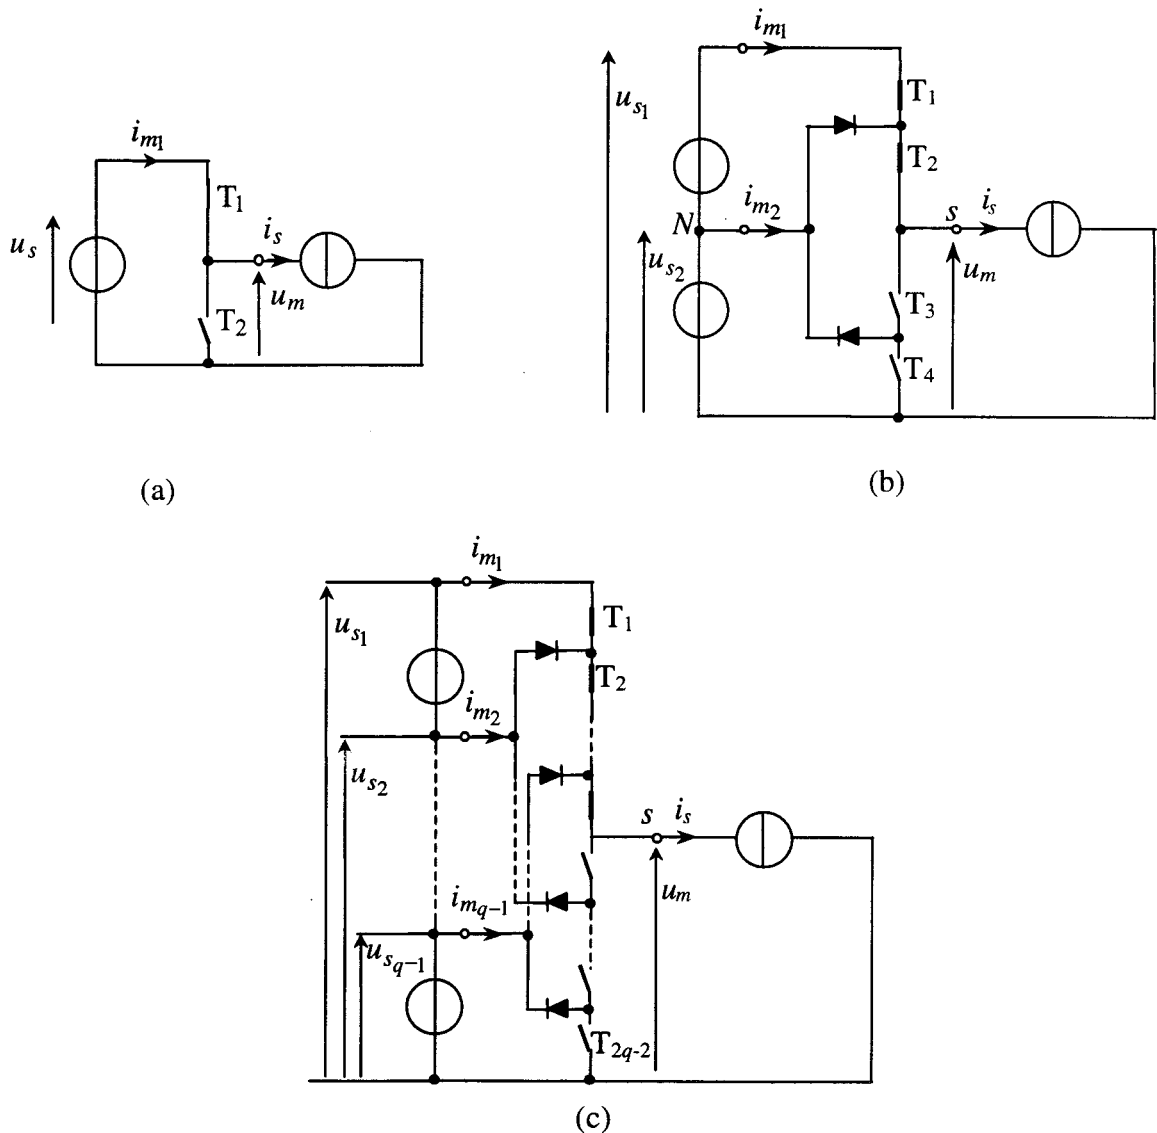 i_{m_1}
u_s
T_1
i_s
u_m
T_2
(a)
i_{m_1}
u_{s_1}
T_1
T_2
N
i_{m_2}
s
i_s
u_{s_2}
u_m
T_3
T_4
(b)
i_{m_1}
u_{s_1}
T_1
T_2
i_{m_2}
u_{s_2}
s
i_s
u_m
i_{m_{q-1}}
u_{s_{q-1}}
T_{2q-2}
(c)